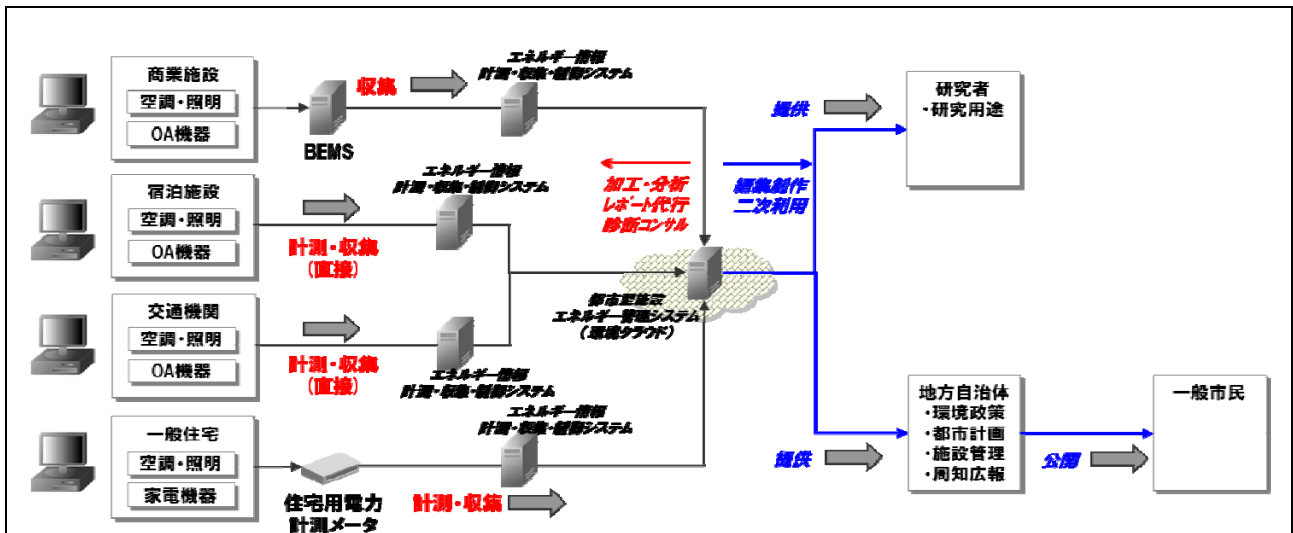 商業施設
空調・照明
OA機器
BEMS
収集
エネルギー情報
計測・収集・制御システム
宿泊施設
空調・照明
OA機器
計測・収集
(直接)
エネルギー情報
計測・収集・制御システム
交通機関
空調・照明
OA機器
計測・収集
(直接)
エネルギー情報
計測・収集・制御システム
一般住宅
空調・照明
家電機器
住宅用電力
計測メータ
計測・収集
エネルギー情報
計測・収集・制御システム
加工・分析
レポート代行
診断コンサル
編集創作
二次利用
都市型施設
エネルギー管理システム
(環境クラウド)
提供
研究者
・研究用途
提供
地方自治体
・環境政策
・都市計画
・施設管理
・周知広報
公開
一般市民